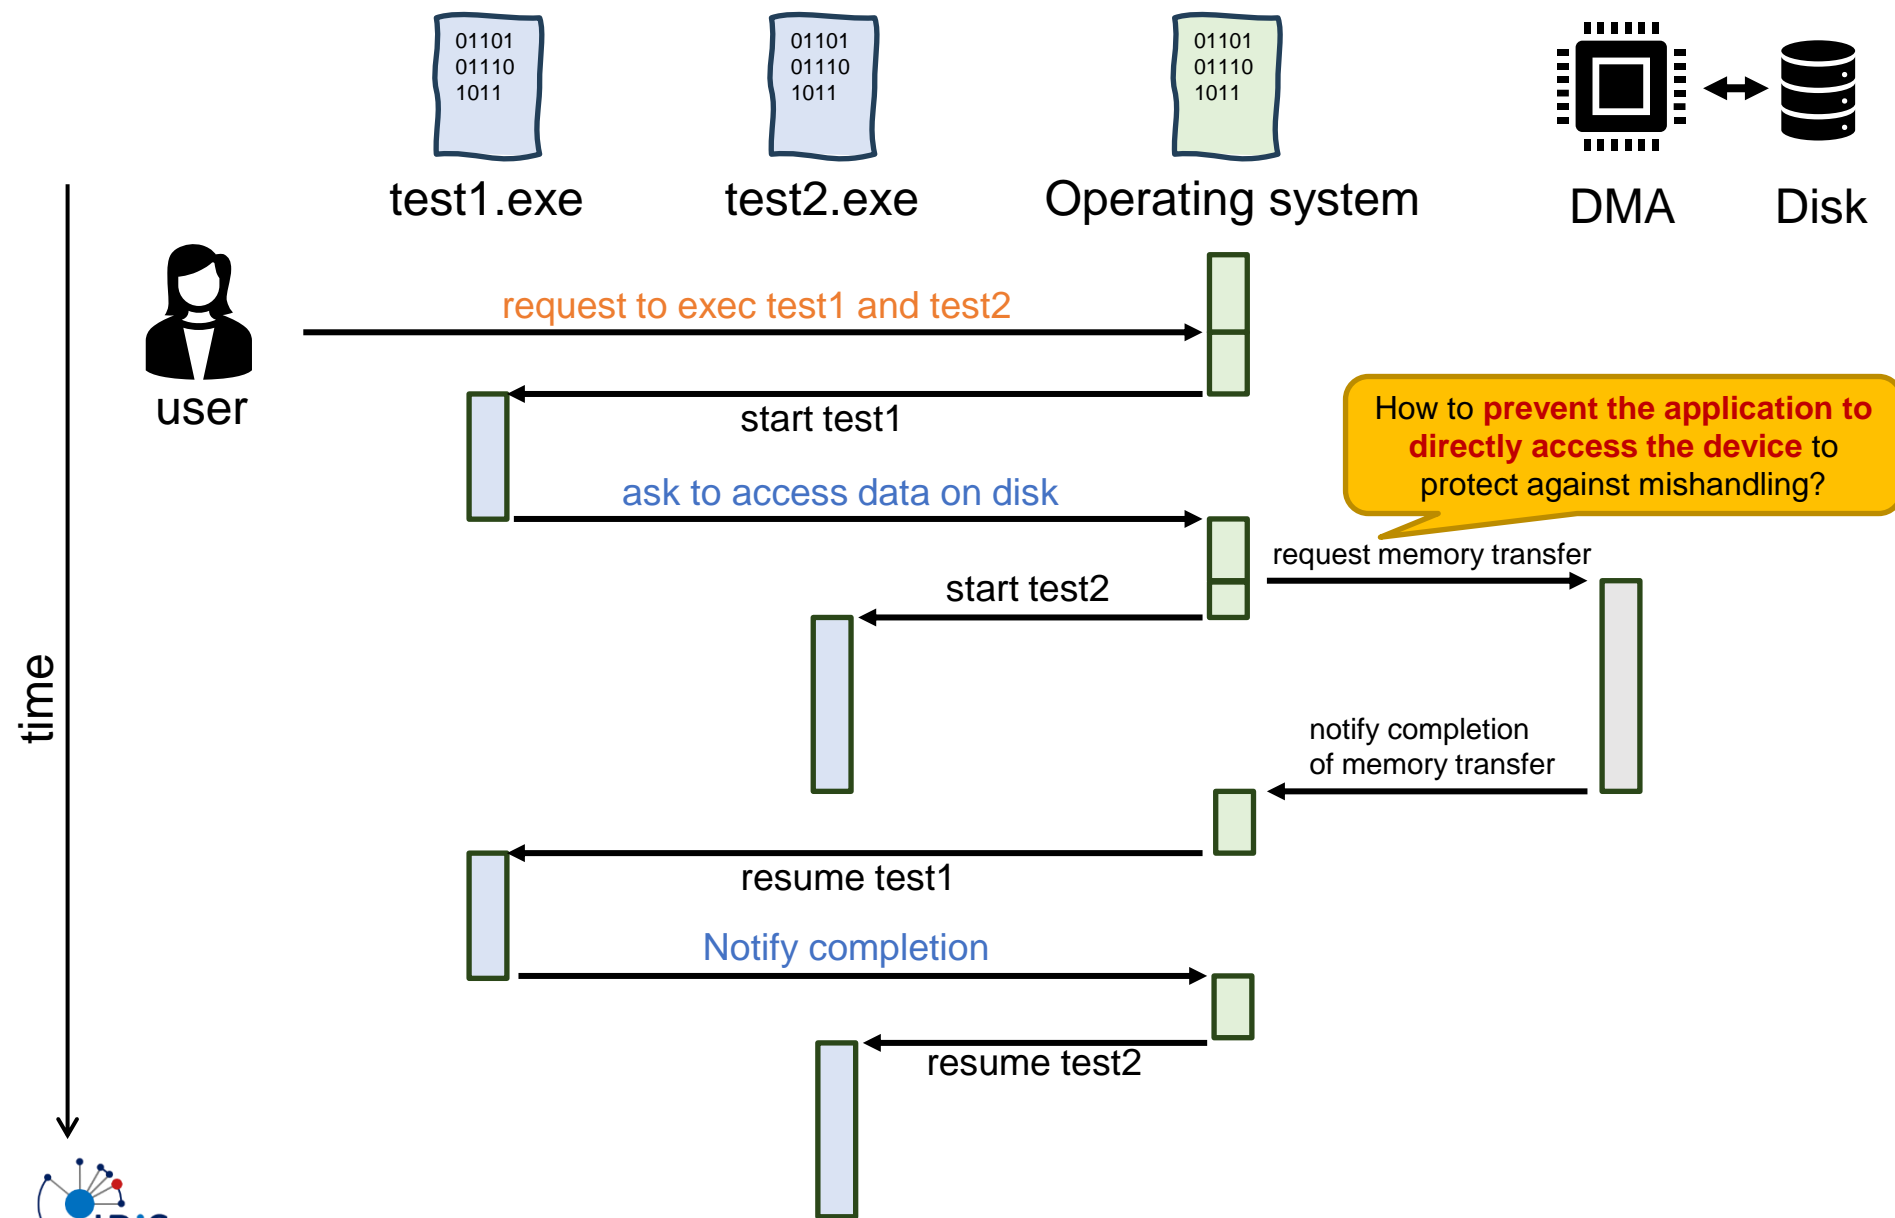 01101
01110
1011
01101
01110
1011
01101
01110
1011
test1.exe
test2.exe
Operating system
DMA
Disk
request to exec test1 and test2
user
start test1
How to prevent the application to
directly access the device to
protect against mishandling?
ask to access data on disk
request memory transfer
start test2
time
notify completion
of memory transfer
resume test1
Notify completion
resume test2